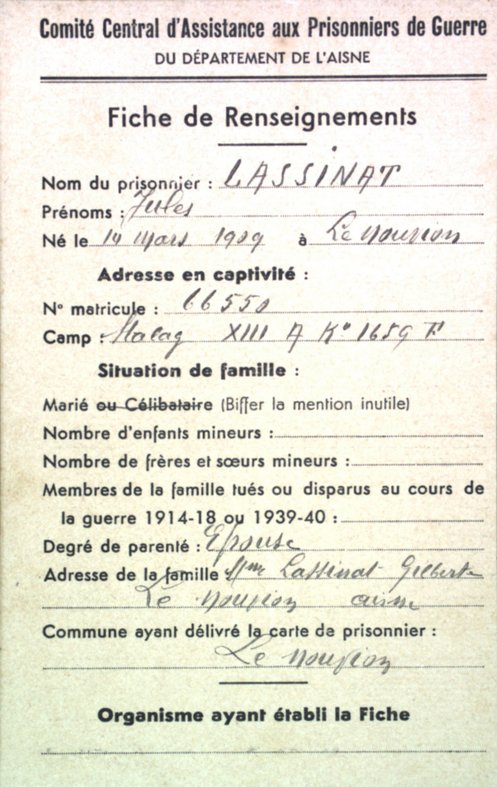 Comité Central d'Assistance aux Prisonniers de Guerre
DU DÉPARTEMENT DE L'AISNE
Fiche de Renseignements
Nom du prisonnier : LASSINAT
Prénoms : Jules
Né le 14 Mars 1909 à Le Nouvion
Adresse en captivité :
N° matricule : 66550
Camp : Stalag XIII A K° 1659 F
Situation de famille :
Marié ou Célibataire (Biffer la mention inutile)
Nombre d'enfants mineurs :
Nombre de frères et sœurs mineurs :
Membres de la famille tués ou disparus au cours de
la guerre 1914-18 ou 1939-40 :
Degré de parenté : Epouse
Adresse de la famille Mme Lassinat Gilberte
Le Nouvion aisne
Commune ayant délivré la carte de prisonnier :
Le Nouvion
Organisme ayant établi la Fiche